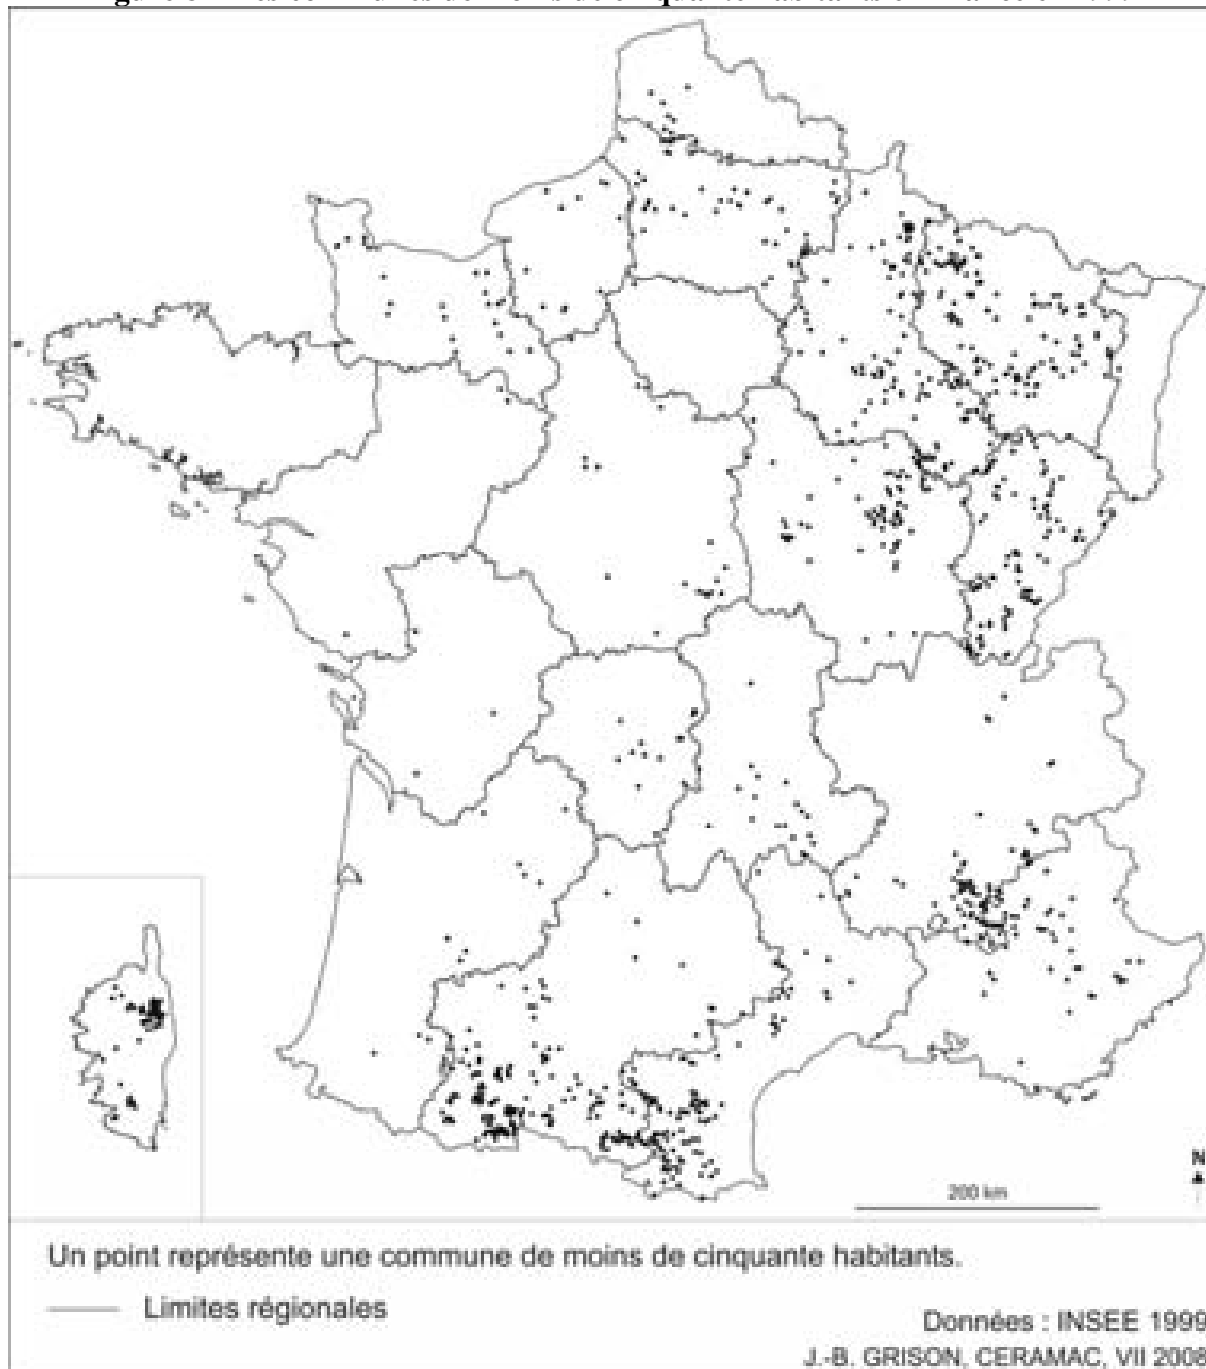 N
200 km
Un point représente une commune de moins de cinquante habitants.
Limites régionales
Données : INSEE 1999
J.-B. GRISON, CERAMAC, VII 2008